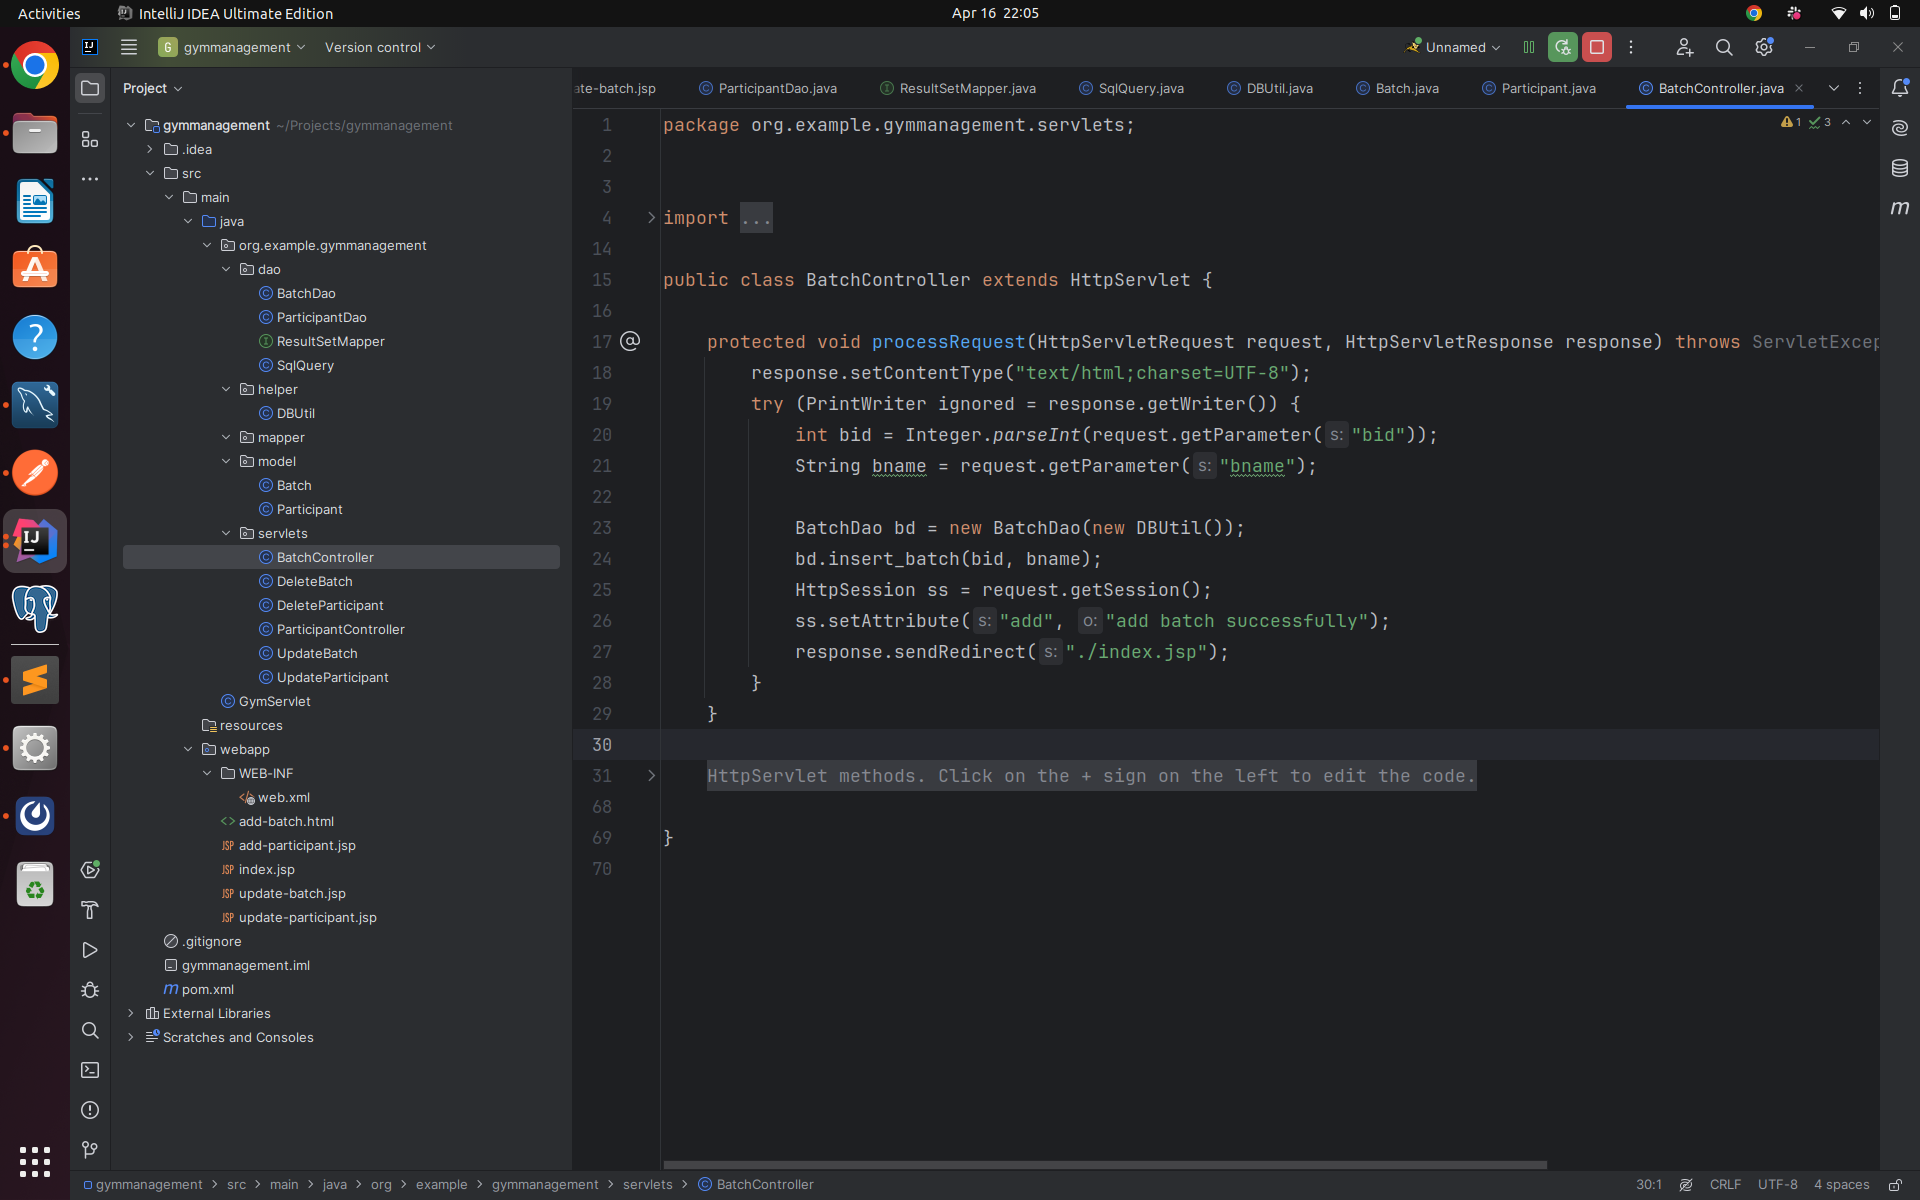 Activities
IntelliJ IDEA Ultimate Edition
Apr 16 22:05
G gymmanagement
Version control
Unnamed
Project
ate-batch.jsp
ParticipantDao.java
ResultSetMapper.java
SqlQuery.java
DBUtil.java
Batch.java
Participant.java
BatchController.java
gymmanagement ~/Projects/gymmanagement
.idea
src
main
java
org.example.gymmanagement
dao
BatchDao
ParticipantDao
ResultSetMapper
SqlQuery
helper
DBUtil
mapper
model
Batch
Participant
servlets
BatchController
DeleteBatch
DeleteParticipant
ParticipantController
UpdateBatch
UpdateParticipant
GymServlet
resources
webapp
WEB-INF
web.xml
add-batch.html
add-participant.jsp
index.jsp
update-batch.jsp
update-participant.jsp
.gitignore
gymmanagement.iml
m pom.xml
External Libraries
Scratches and Consoles
1 package org.example.gymmanagement.servlets;
1 3
2
3
4 import ...
14
15 public class BatchController extends HttpServlet {
16
17 protected void processRequest(HttpServletRequest request, HttpServletResponse response) throws ServletExcep
18 response.setContentType("text/html;charset=UTF-8");
19 try (PrintWriter ignored = response.getWriter()) {
20 int bid = Integer.parseInt(request.getParameter( s: "bid"));
21 String bname = request.getParameter( s: "bname");
22
23 BatchDao bd = new BatchDao(new DBUtil());
24 bd.insert_batch(bid, bname);
25 HttpSession ss = request.getSession();
26 ss.setAttribute( s: "add", o: "add batch successfully");
27 response.sendRedirect( s: "./index.jsp");
28 }
29 }
30
31 HttpServlet methods. Click on the + sign on the left to edit the code.
68
69 }
70
m
gymmanagement > src > main > java > org > example > gymmanagement > servlets > BatchController
30:1 CRLF UTF-8 4 spaces